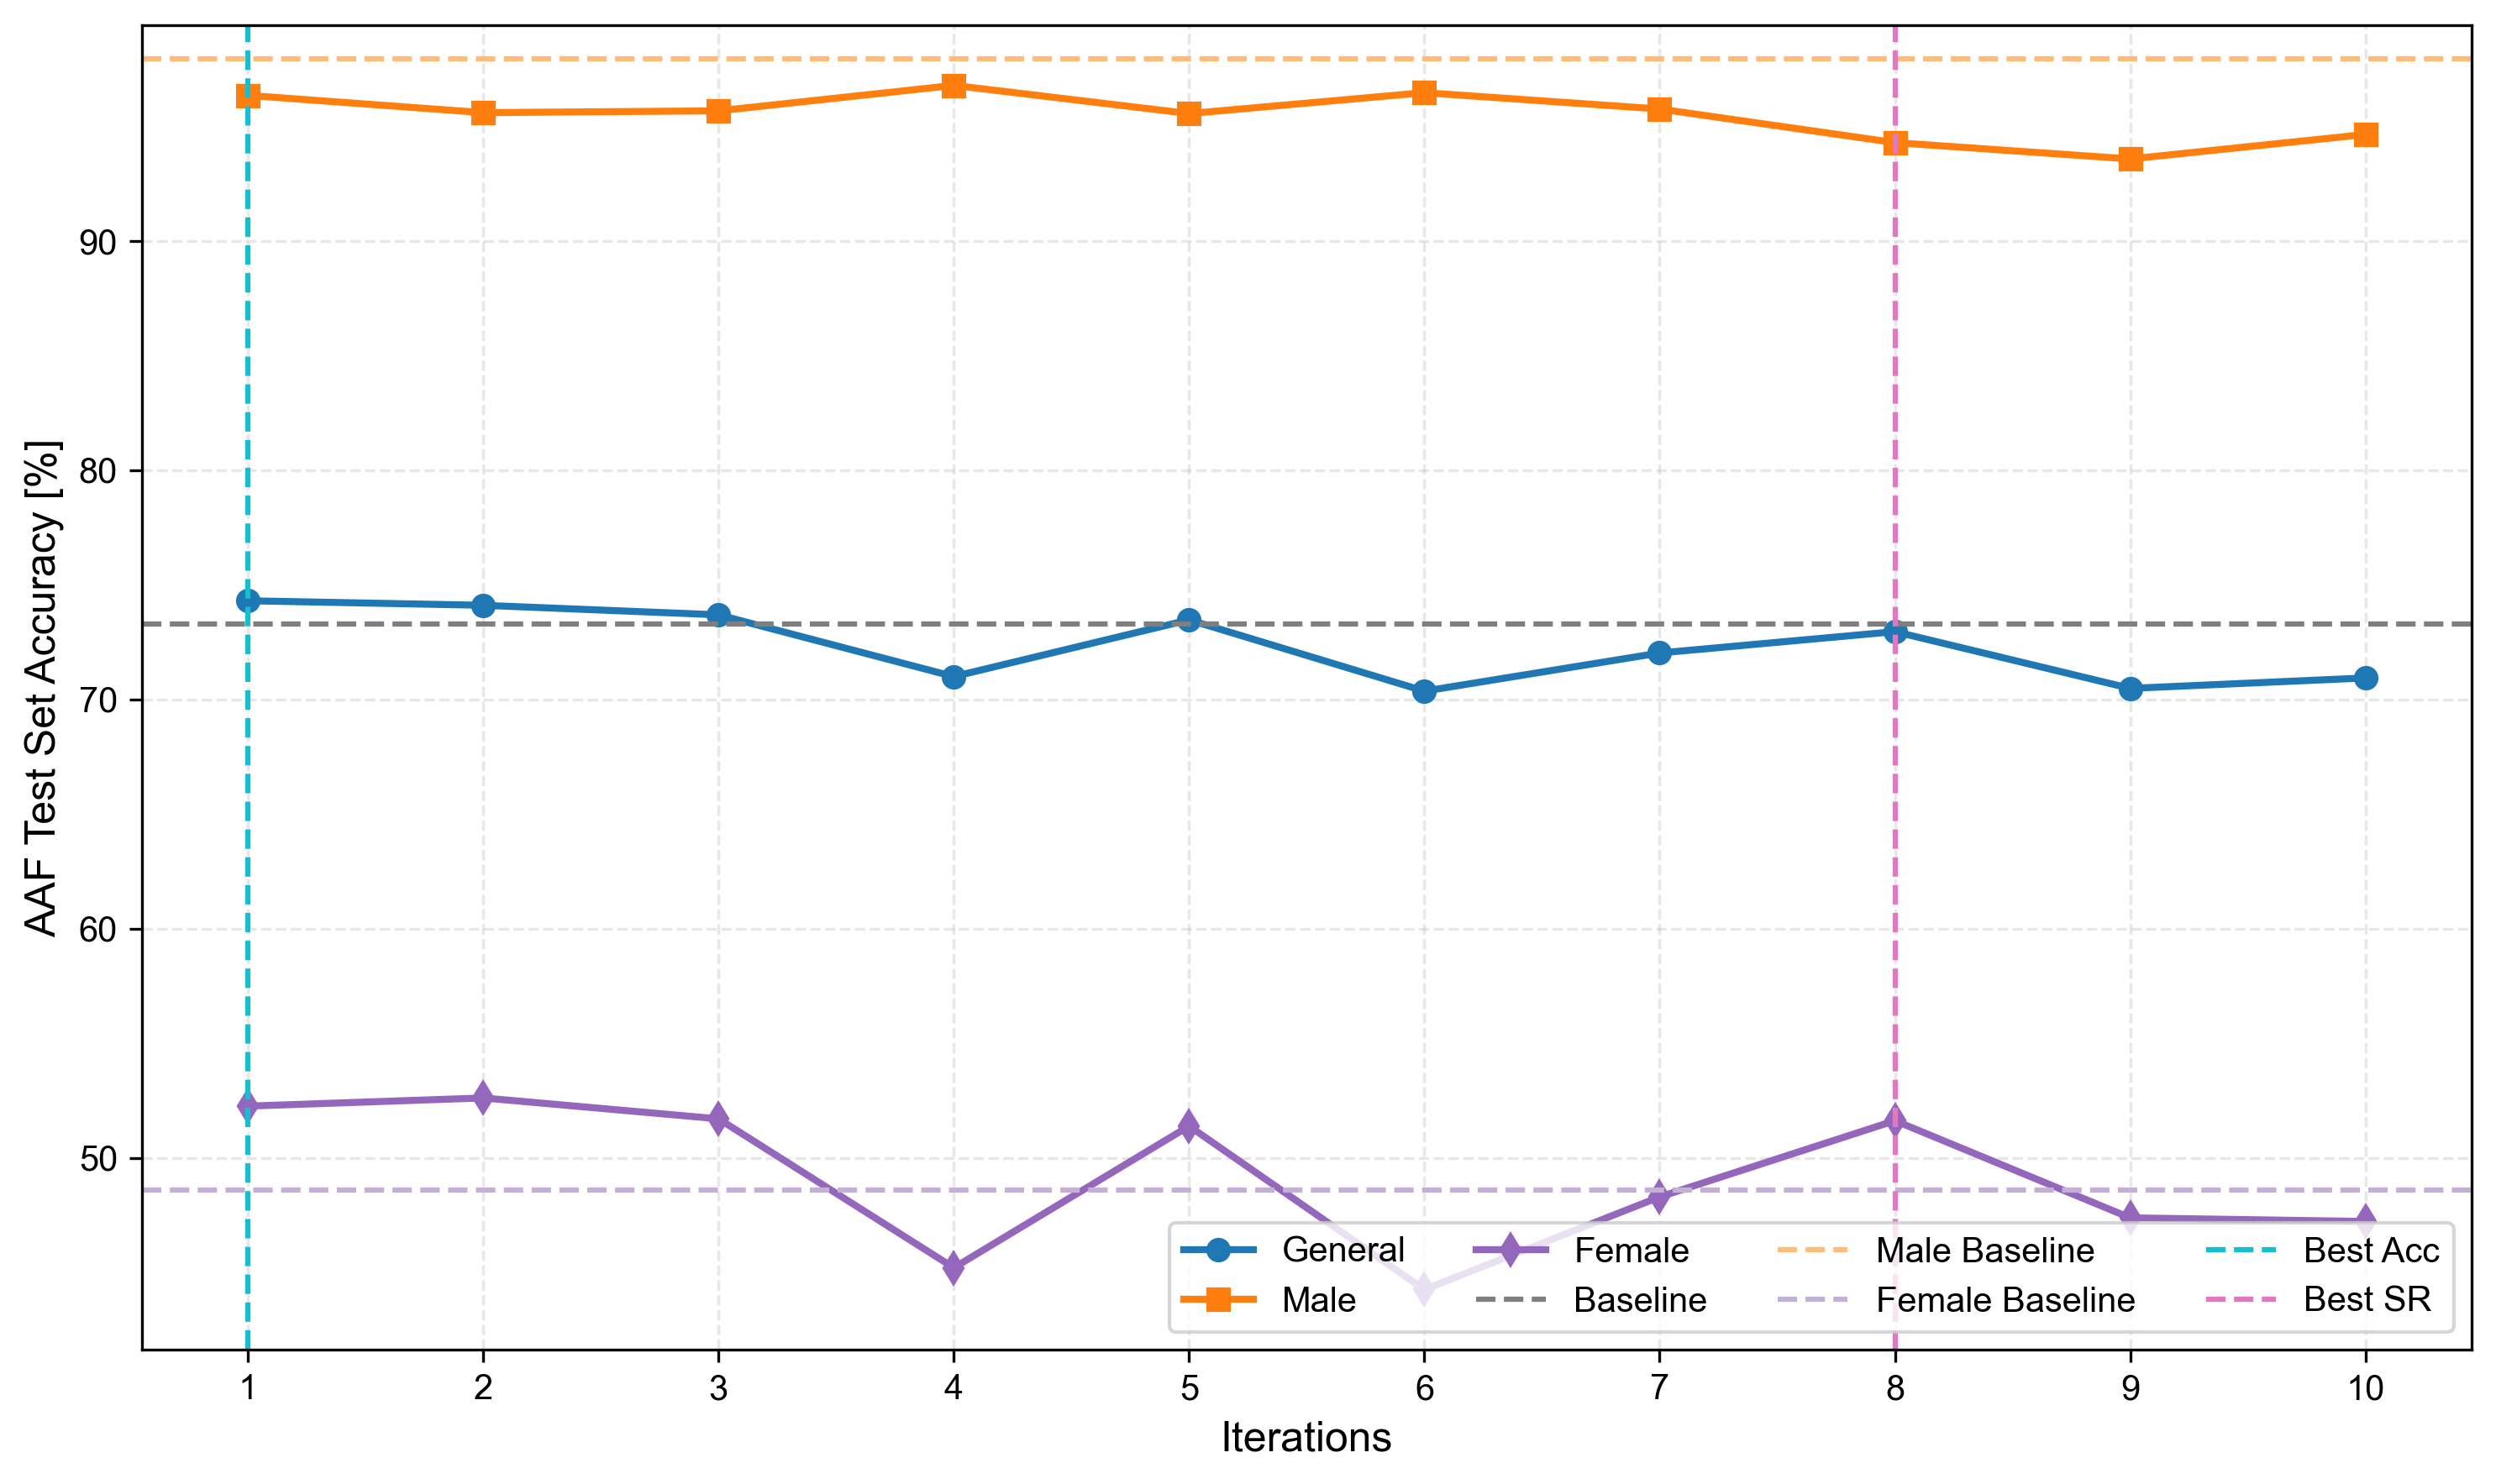 AAF Test Set Accuracy [%]
90
80
70
60
50
General
Male
Female
Baseline
Male Baseline
Female Baseline
Best Acc
Best SR
1 2 3 4 5 6 7 8 9 10
Iterations